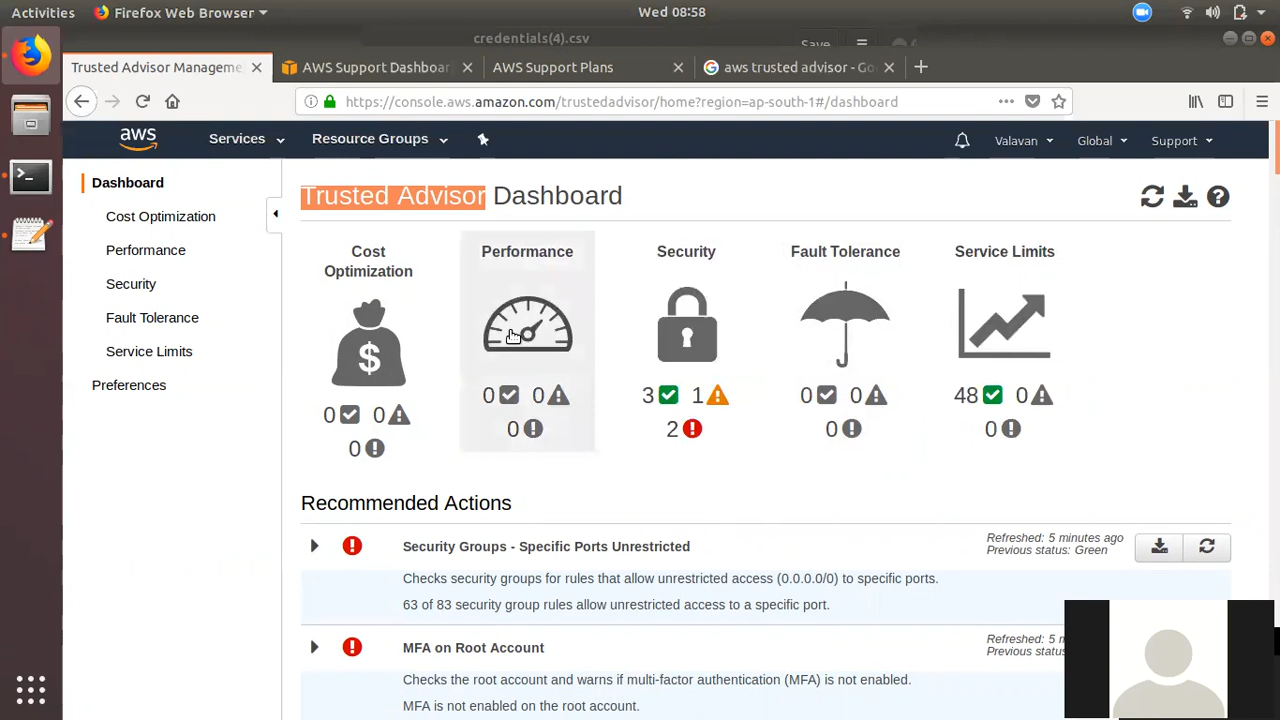 Activities
Firefox Web Browser
Wed 08:58
credentials(4).csv
Save
Trusted Advisor Manageme
AWS Support Dashboar
AWS Support Plans
aws trusted advisor - Go
https://console.aws.amazon.com/trustedadvisor/home?region=ap-south-1#/dashboard
aws
Services
Resource Groups
Valavan
Global
Support
Dashboard
Cost Optimization
Performance
Security
Fault Tolerance
Service Limits
Preferences
Trusted Advisor Dashboard
Cost
Optimization
0 0
0
Performance
0 0
0
Security
3 1
2
Fault Tolerance
0 0
0
Service Limits
48 0
0
Recommended Actions
Security Groups - Specific Ports Unrestricted
Refreshed: 5 minutes ago
Previous status: Green
Checks security groups for rules that allow unrestricted access (0.0.0.0/0) to specific ports.
63 of 83 security group rules allow unrestricted access to a specific port.
MFA on Root Account
Refreshed: 5 m
Previous status:
Checks the root account and warns if multi-factor authentication (MFA) is not enabled.
MFA is not enabled on the root account.